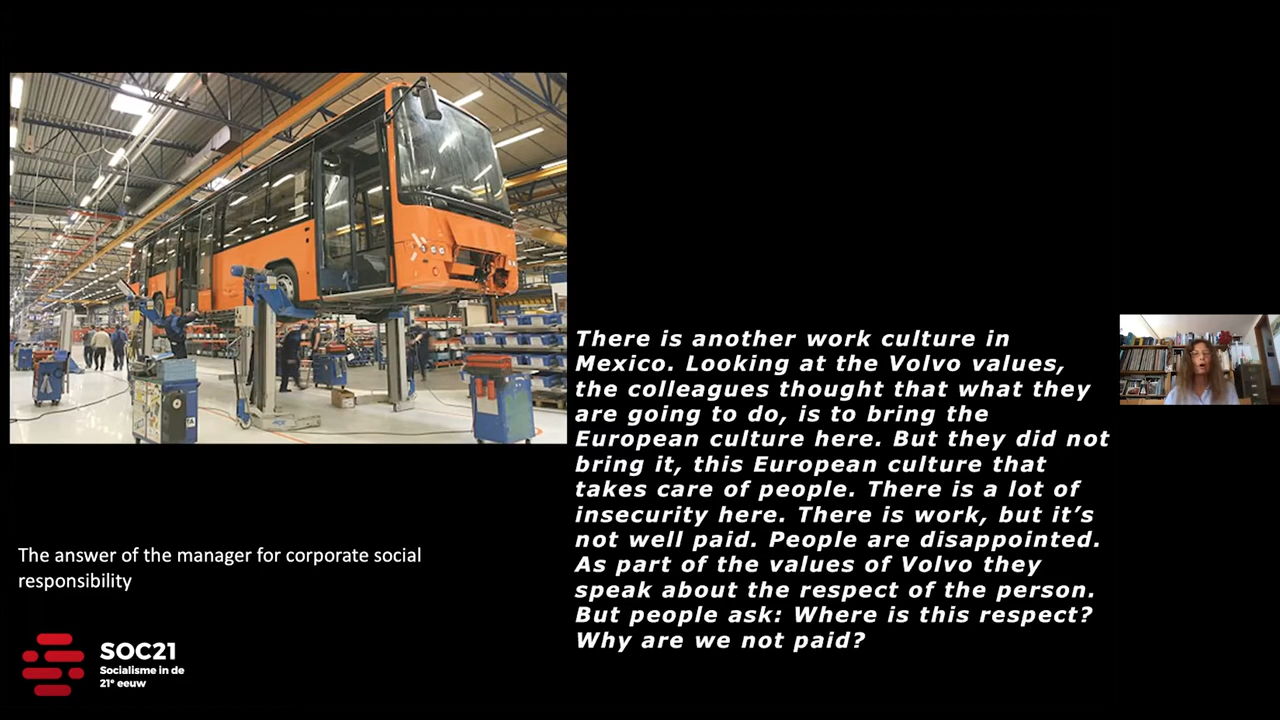 There is another work culture in
Mexico. Looking at the Volvo values,
the colleagues thought that what they
are going to do, is to bring the
European culture here. But they did not
bring it, this European culture that
takes care of people. There is a lot of
insecurity here. There is work, but it’s
not well paid. People are disappointed.
As part of the values of Volvo they
speak about the respect of the person.
But people ask: Where is this respect?
Why are we not paid?
The answer of the manager for corporate social
responsibility
SOC21
Socialisme in de
21e eeuw